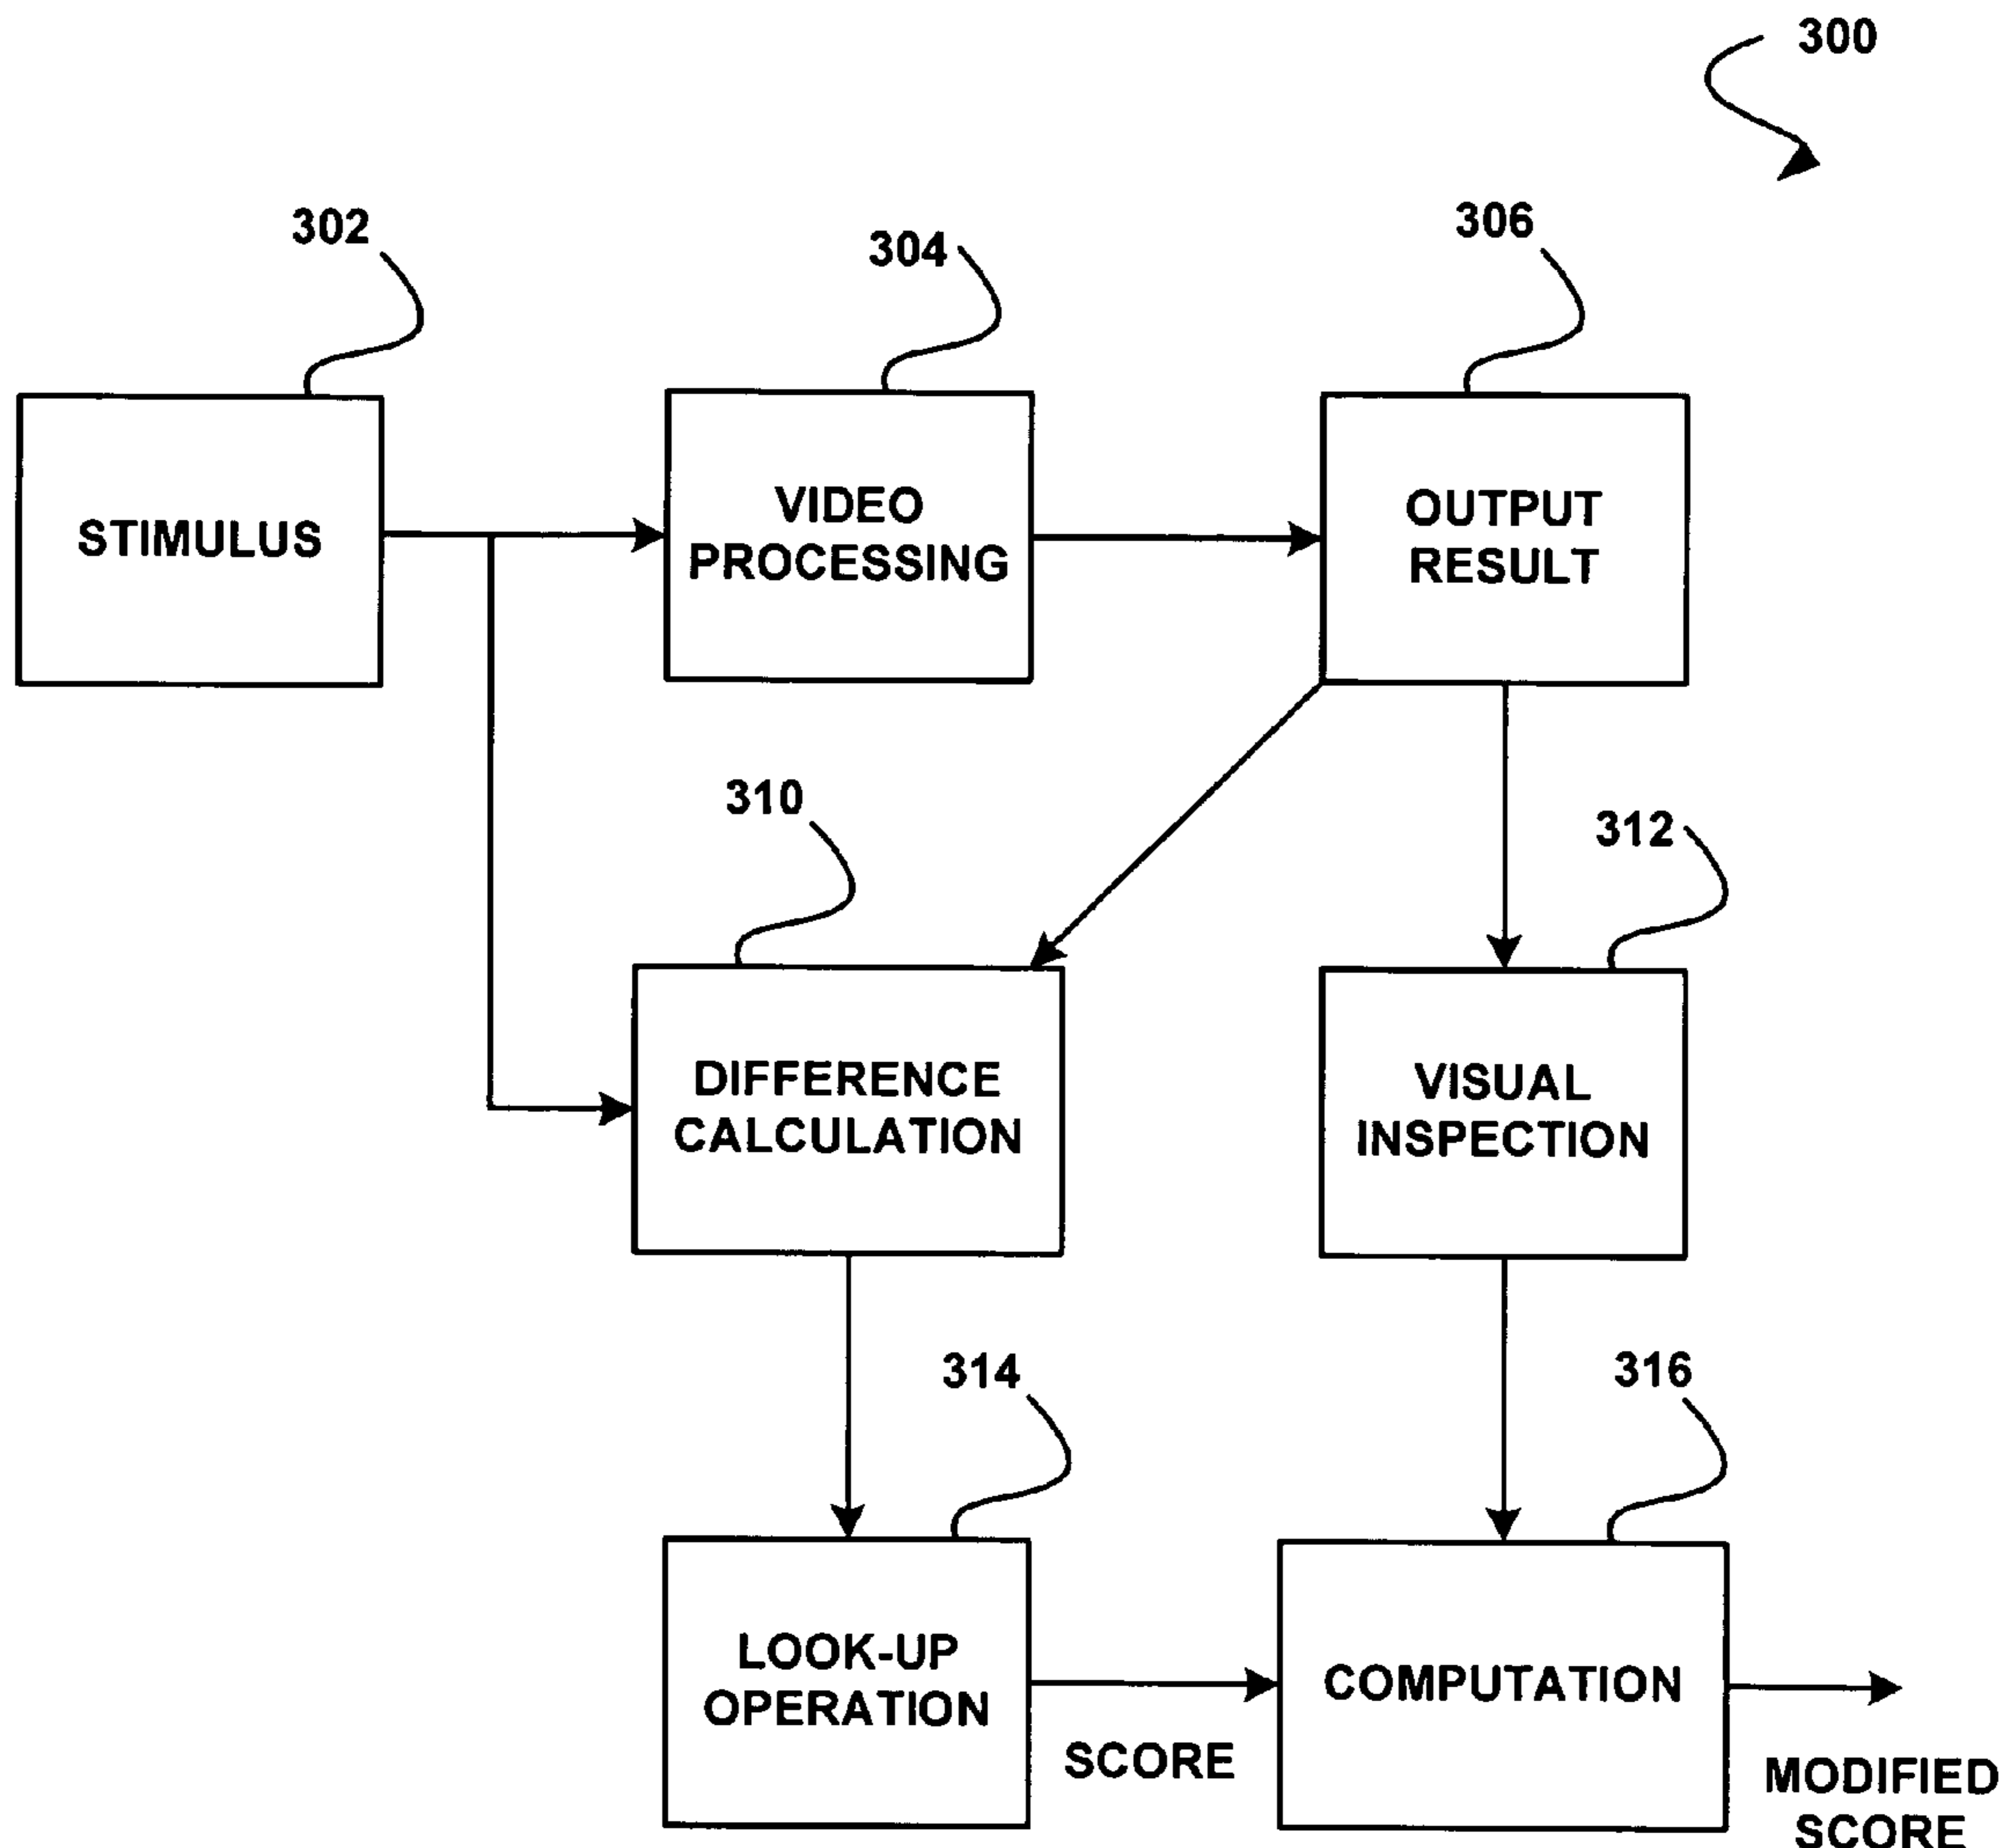 300
302
304
306
STIMULUS
VIDEO
PROCESSING
OUTPUT
RESULT
310
312
DIFFERENCE
CALCULATION
VISUAL
INSPECTION
314
316
LOOK-UP
OPERATION
SCORE
COMPUTATION
MODIFIED
SCORE